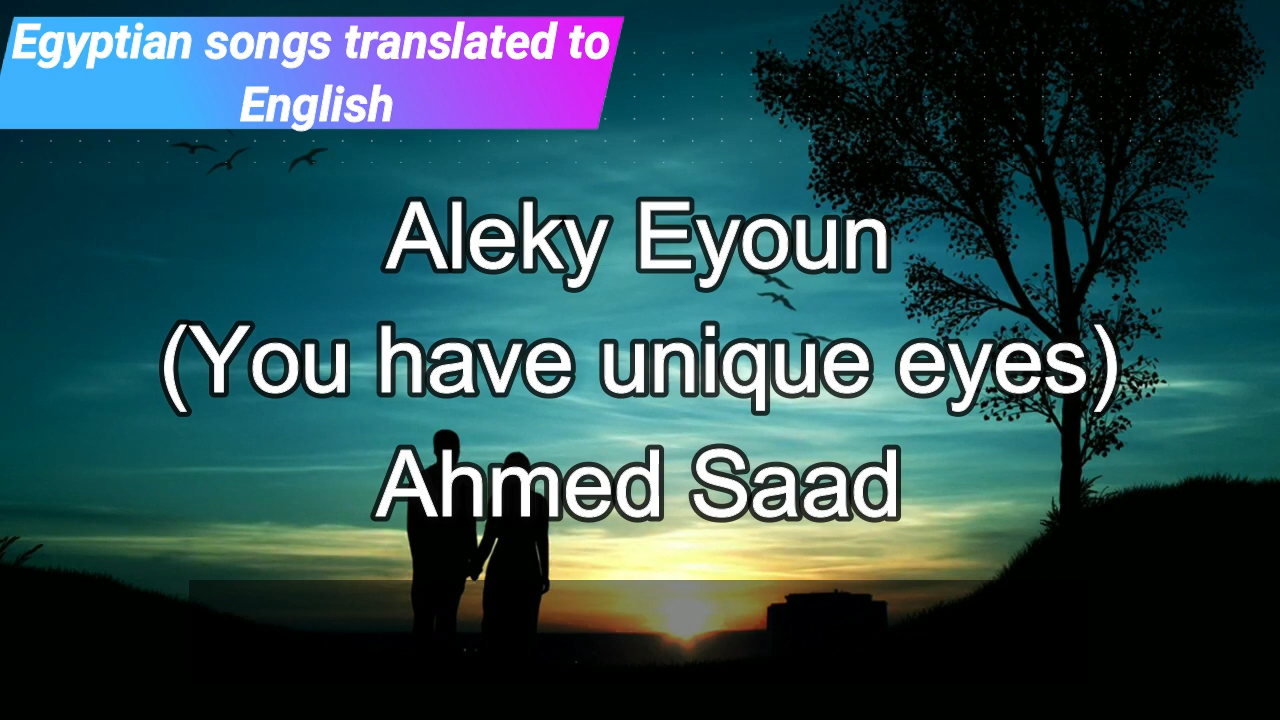 Egyptian songs translated to
English
Aleky Eyoun
(You have unique eyes)
Ahmed Saad